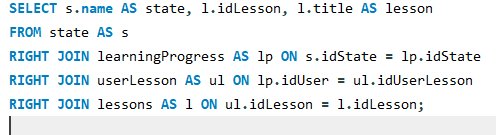 SELECT s.name AS state, l.idLesson, l.title AS lesson
FROM state AS s
RIGHT JOIN learningProgress AS lp ON s.idState = lp.idState
RIGHT JOIN userLesson AS ul ON lp.idUser = ul.idUserLesson
RIGHT JOIN lessons AS l ON ul.idLesson = l.idLesson;